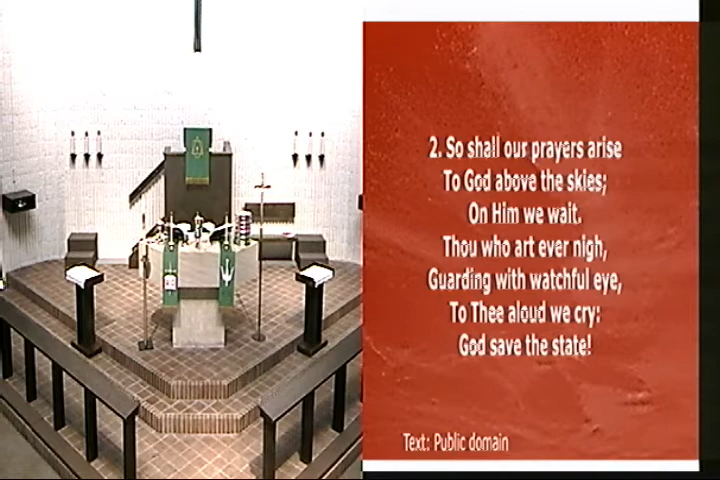 2. So shall our prayers arise
To God above the skies;
On Him we wait.
Thou who art ever nigh,
Guarding with watchful eye,
To Thee aloud we cry:
God save the state!
Text: Public domain